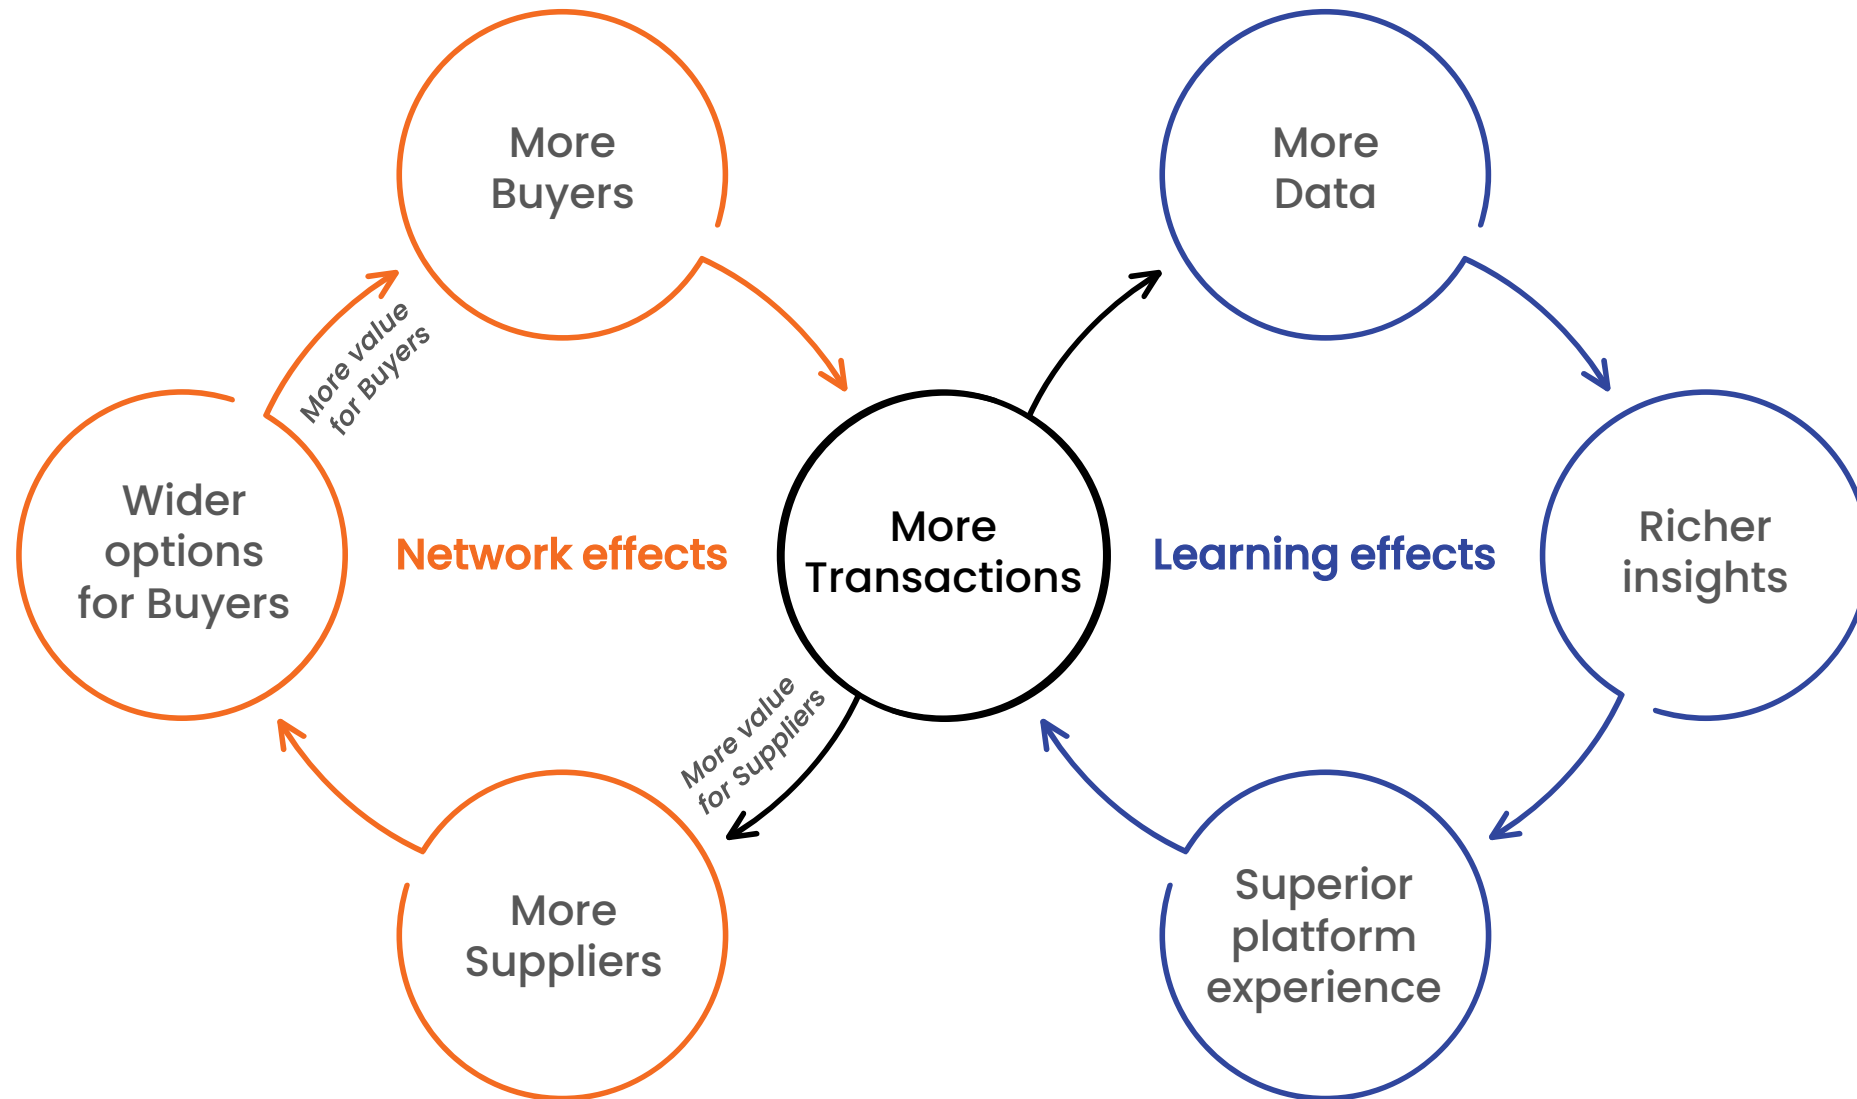 More
Buyers
More
Data
More value
for Buyers
Wider
options
for Buyers
Network effects
More
Transactions
Learning effects
Richer
insights
More value
for Suppliers
More
Suppliers
Superior
platform
experience